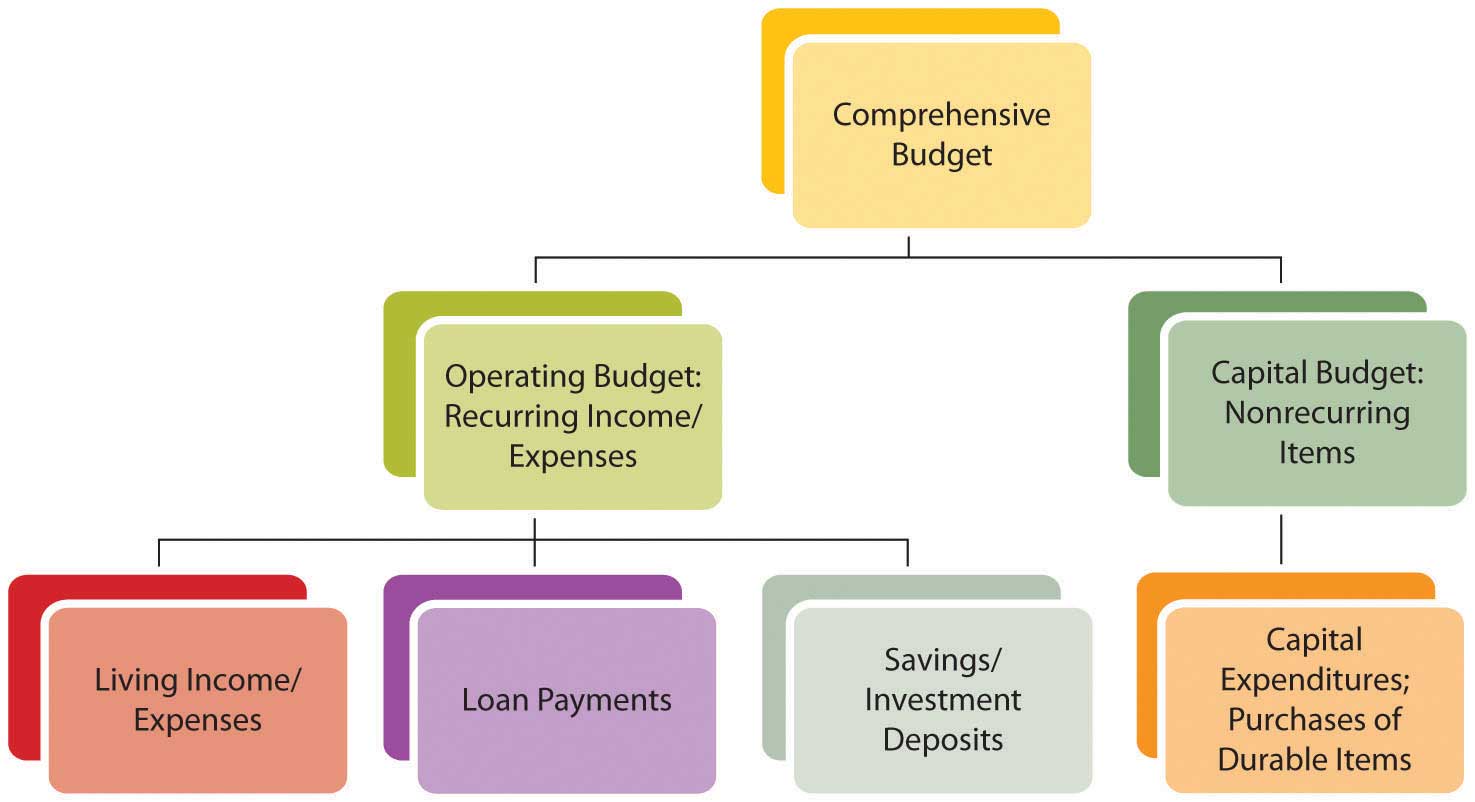 Comprehensive
Budget
Operating Budget:
Recurring Income/
Expenses
Capital Budget:
Nonrecurring
Items
Living Income/
Expenses
Loan Payments
Savings/
Investment
Deposits
Capital
Expenditures;
Purchases of
Durable Items